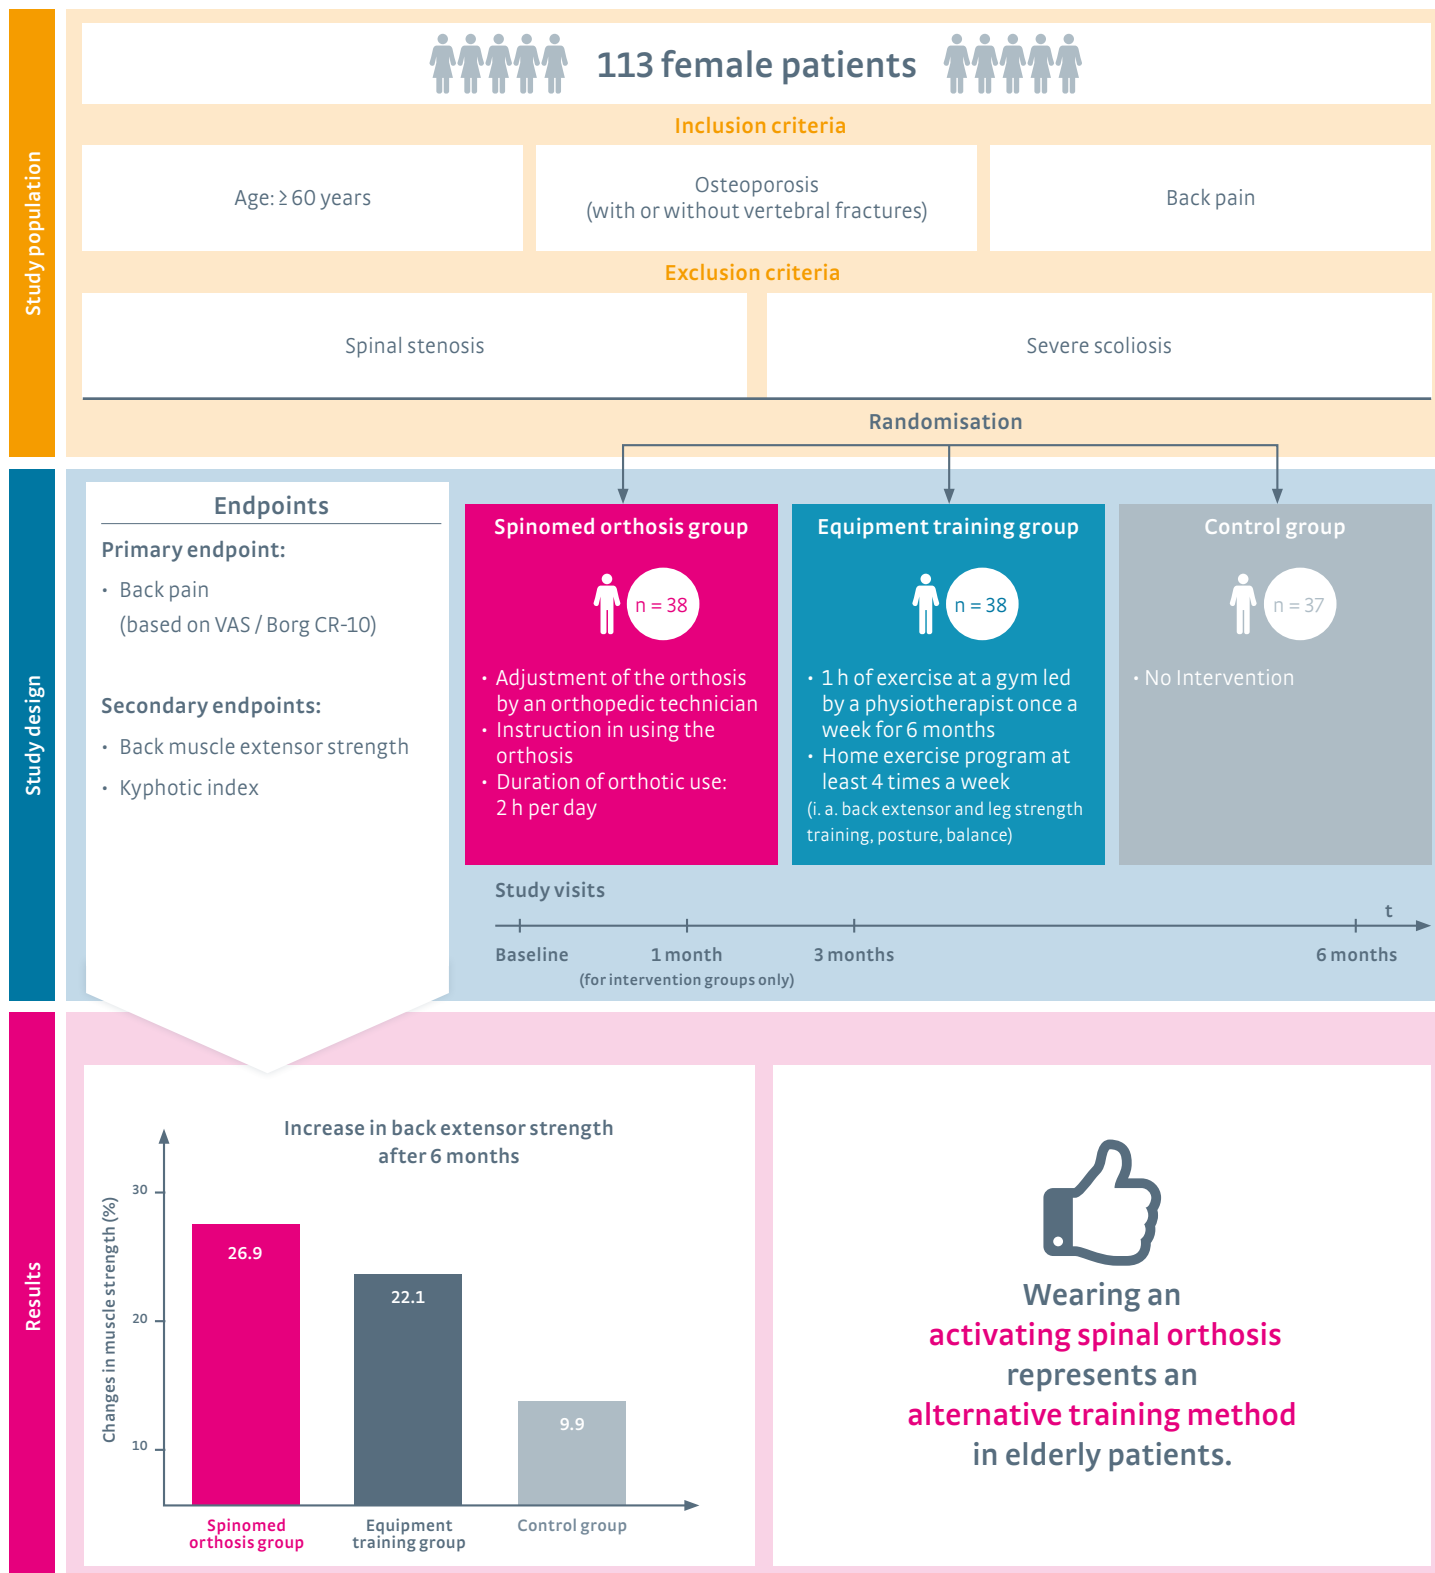 Study population
113 female patients
Inclusion criteria
Age: ≥ 60 years
Osteoporosis
(with or without vertebral fractures)
Back pain
Exclusion criteria
Spinal stenosis
Severe scoliosis
Randomisation
Study design
Endpoints
Primary endpoint:
• Back pain
(based on VAS / Borg CR-10)
Secondary endpoints:
• Back muscle extensor strength
• Kyphotic index
Spinomed orthosis group
n = 38
• Adjustment of the orthosis
by an orthopedic technician
• Instruction in using the
orthosis
• Duration of orthotic use:
2 h per day
Equipment training group
n = 38
• 1 h of exercise at a gym led
by a physiotherapist once a
week for 6 months
• Home exercise program at
least 4 times a week
(i. a. back extensor and leg strength
training, posture, balance)
Control group
n = 37
• No Intervention
Study visits
t
Baseline
1 month
(for intervention groups only)
3 months
6 months
Results
Increase in back extensor strength
after 6 months
Changes in muscle strength (%)
30
20
10
26.9
22.1
9.9
Spinomed
orthosis group
Equipment
training group
Control group
Wearing an
activating spinal orthosis
represents an
alternative training method
in elderly patients.